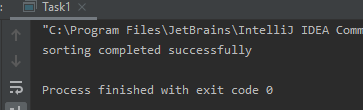 : Task1
"C:\Program Files\JetBrains\IntelliJ IDEA Comm
sorting completed successfully
Process finished with exit code 0